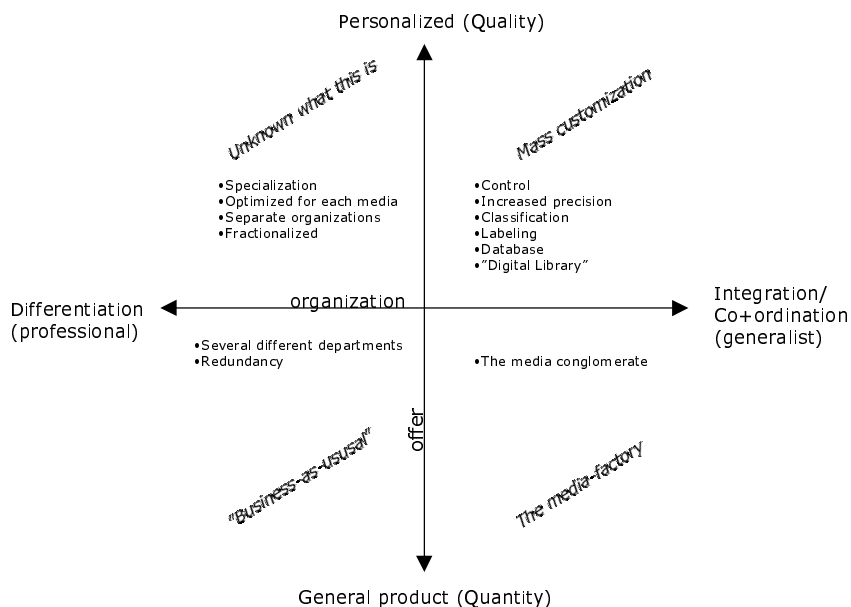 Personalized (Quality)
Unknown what this is
Mass customization
•Specialization
•Optimized for each media
•Separate organizations
•Fractionalized
•Control
•Increased precision
•Classification
•Labeling
•Database
•”Digital Library”
Differentiation
(professional)
organization
Integration/
Co+ordination
(generalist)
•Several different departments
•Redundancy
•The media conglomerate
offer
"Business-as-ususal"
The media-factory
General product (Quantity)